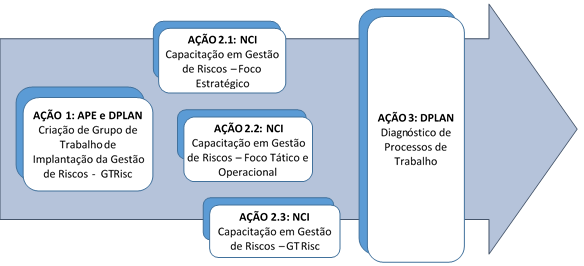 AÇÃO 1: APE e DPLAN
Criação de Grupo de
Trabalho de
Implantação da Gestão
de Riscos - GTRisc
AÇÃO 2.1: NCI
Capacitação em Gestão
de Riscos – Foco
Estratégico
AÇÃO 2.2: NCI
Capacitação em Gestão
de Riscos – Foco Tático e
Operacional
AÇÃO 2.3: NCI
Capacitação em Gestão
de Riscos – GT Risc
AÇÃO 3: DPLAN
Diagnóstico de
Processos de
Trabalho